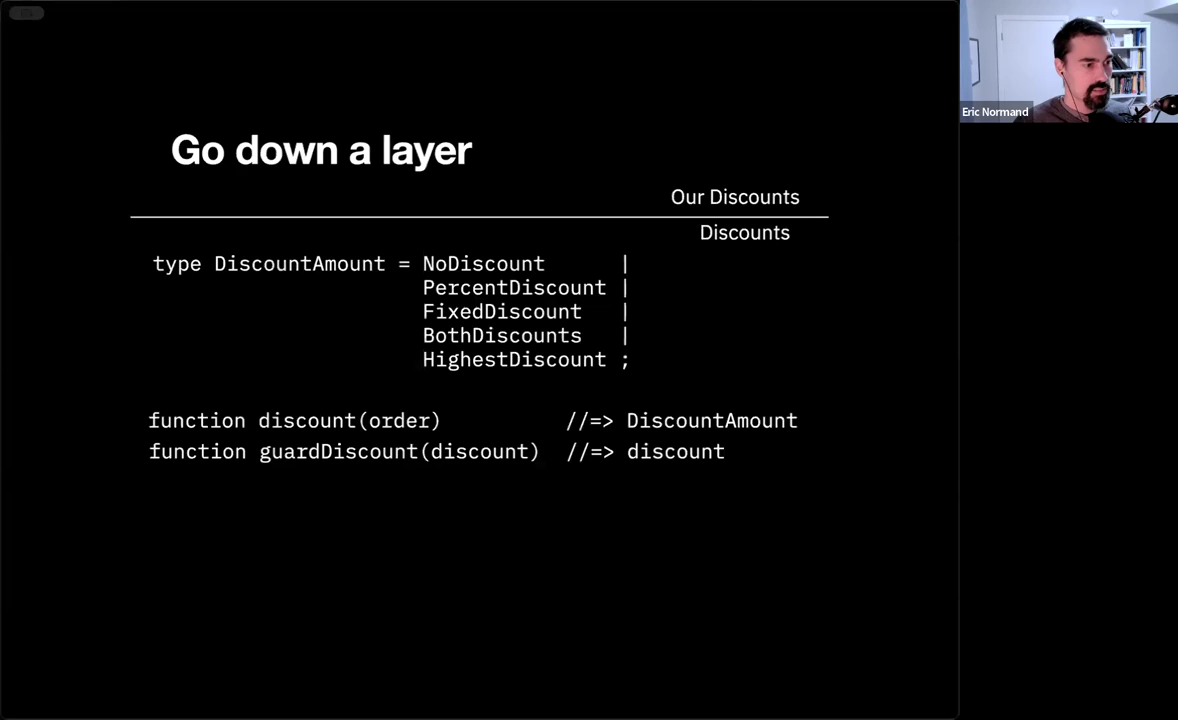 Go down a layer
Our Discounts
Discounts
type DiscountAmount = NoDiscount |
PercentDiscount |
FixedDiscount |
BothDiscounts |
HighestDiscount ;
function discount(order) //=> DiscountAmount
function guardDiscount(discount) //=> discount
Eric Normand